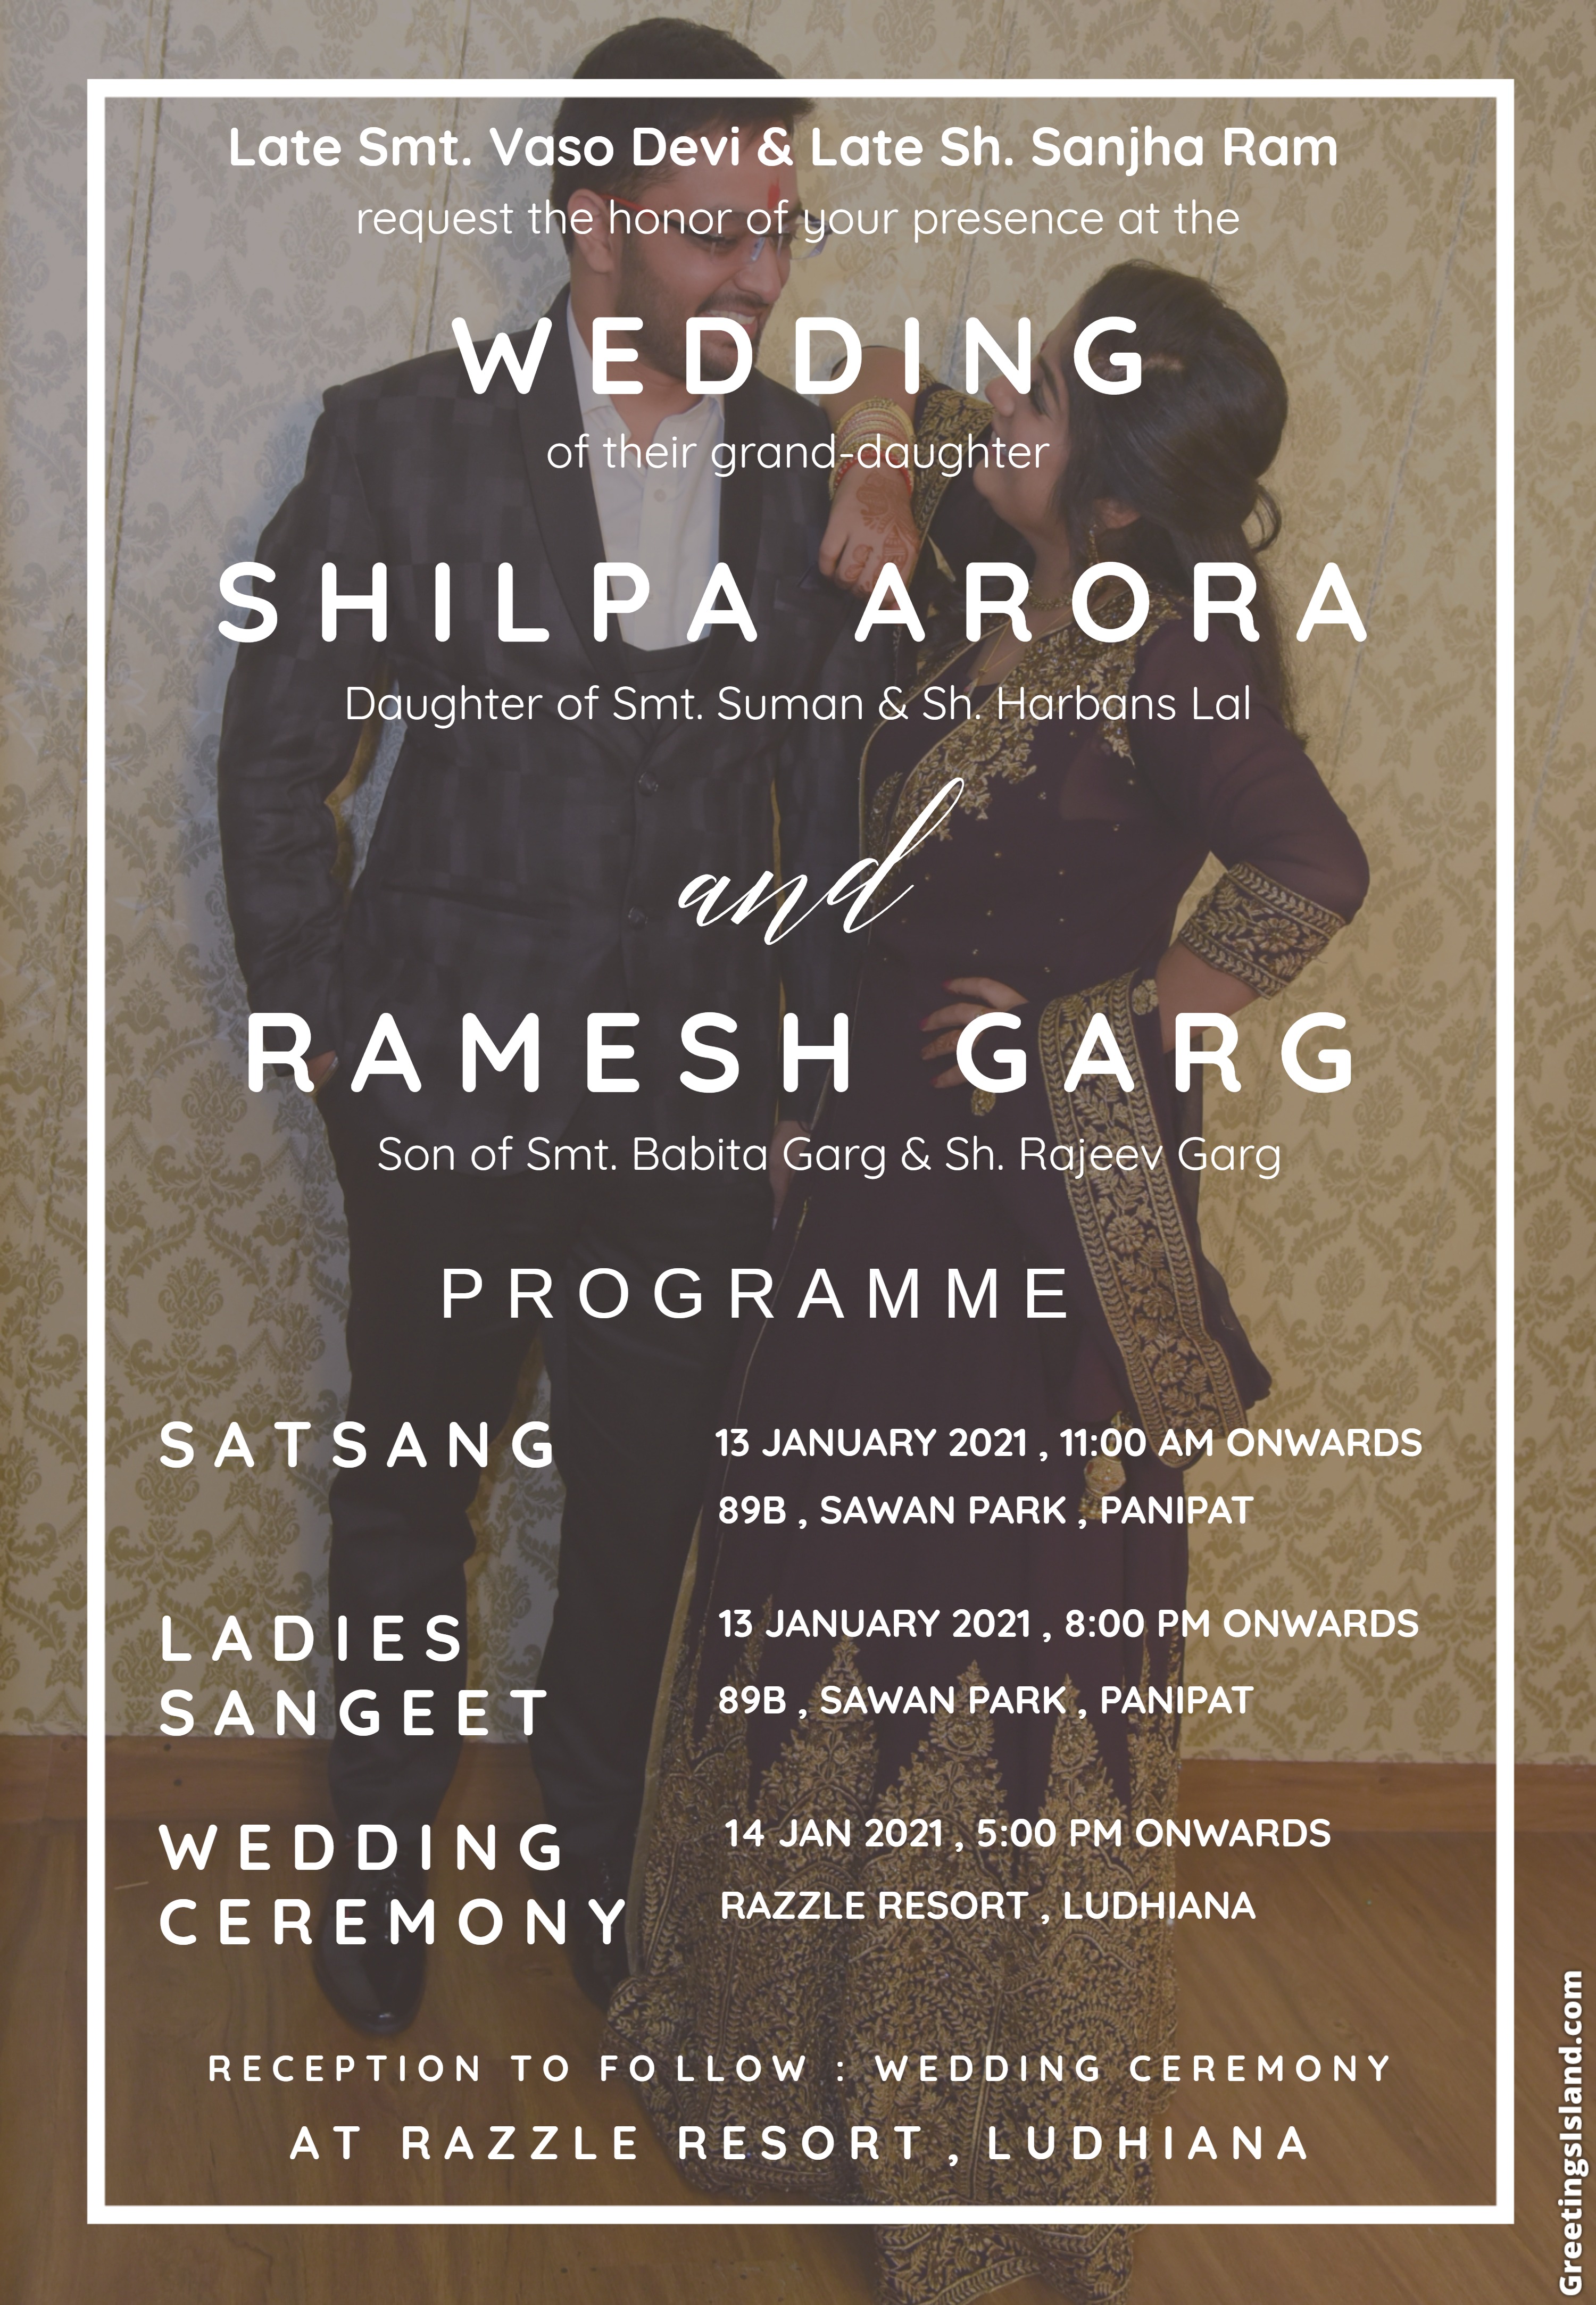 Late Smt. Vaso Devi & Late Sh. Sanjha Ram
request the honor of your presence at the
WEDDING
of their grand-daughter
SHILPA ARORA
Daughter of Smt. Suman & Sh. Harbans Lal
and
RAMESH GARG
Son of Smt. Babita Garg & Sh. Rajeev Garg
PROGRAMME
SATSANG
13 JANUARY 2021 , 11:00 AM ONWARDS
89B , SAWAN PARK , PANIPAT
LADIES
SANGEET
13 JANUARY 2021 , 8:00 PM ONWARDS
89B , SAWAN PARK , PANIPAT
WEDDING
CEREMONY
14 JAN 2021 , 5:00 PM ONWARDS
RAZZLE RESORT , LUDHIANA
RECEPTION TO FOLLOW : WEDDING CEREMONY
AT RAZZLE RESORT , LUDHIANA
GreetingsIsland.com